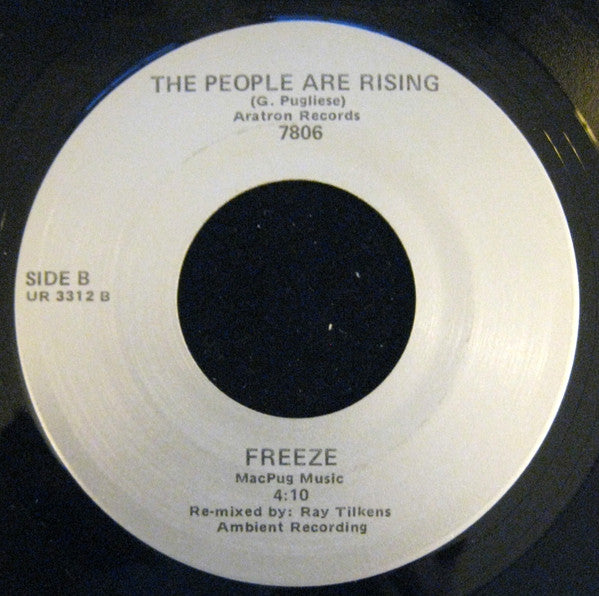 THE PEOPLE ARE RISING
(G. Pugliese)
Aratron Records
7806
SIDE B
UR 3312 B
FREEZE
MacPug Music
4:10
Re-mixed by: Ray Tilkens
Ambient Recording